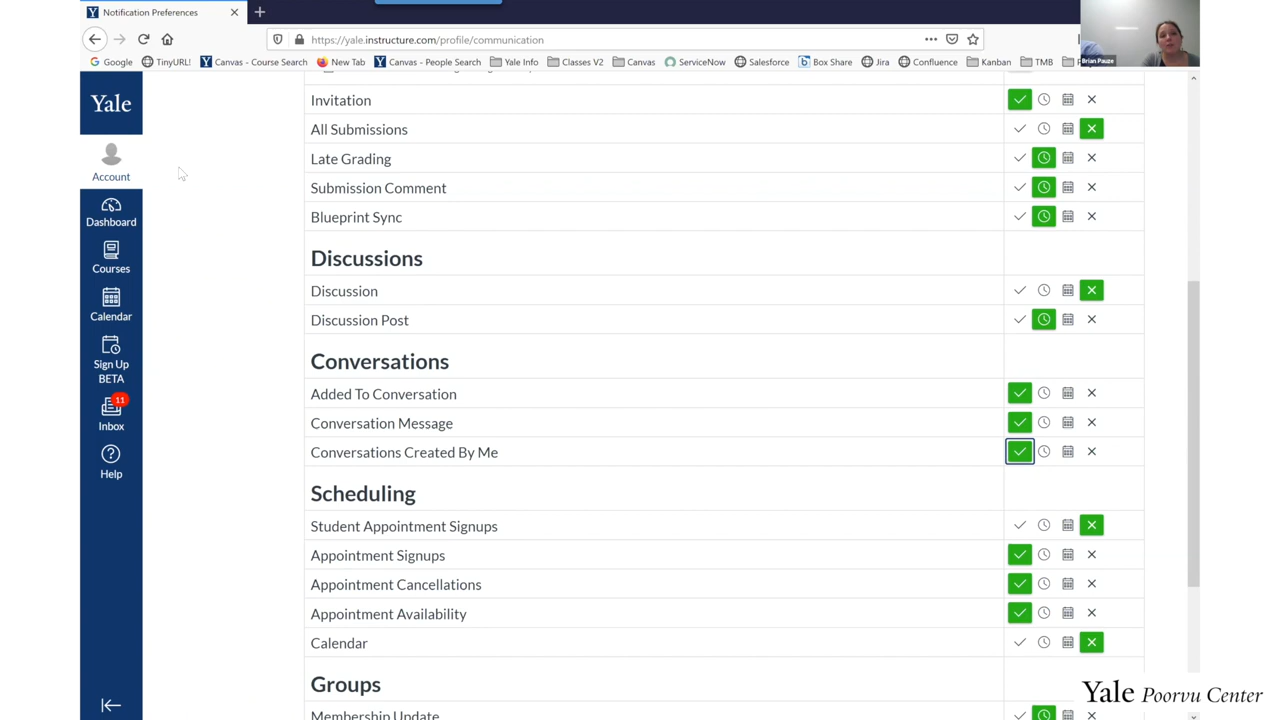 Notification Preferences
https://yale.instructure.com/profile/communication
Google TinyURL! Canvas - Course Search New Tab Canvas - People Search Yale Info Classes V2 Canvas ServiceNow Salesforce Box Share Jira Confluence Kanban TMB
Brian Pauze
Yale
Account
Dashboard
Courses
Calendar
Sign Up
BETA
11
Inbox
Help
Invitation
All Submissions
Late Grading
Submission Comment
Blueprint Sync
Discussions
Discussion
Discussion Post
Conversations
Added To Conversation
Conversation Message
Conversations Created By Me
Scheduling
Student Appointment Signups
Appointment Signups
Appointment Cancellations
Appointment Availability
Calendar
Groups
Membership Update
Yale Poorvu Center